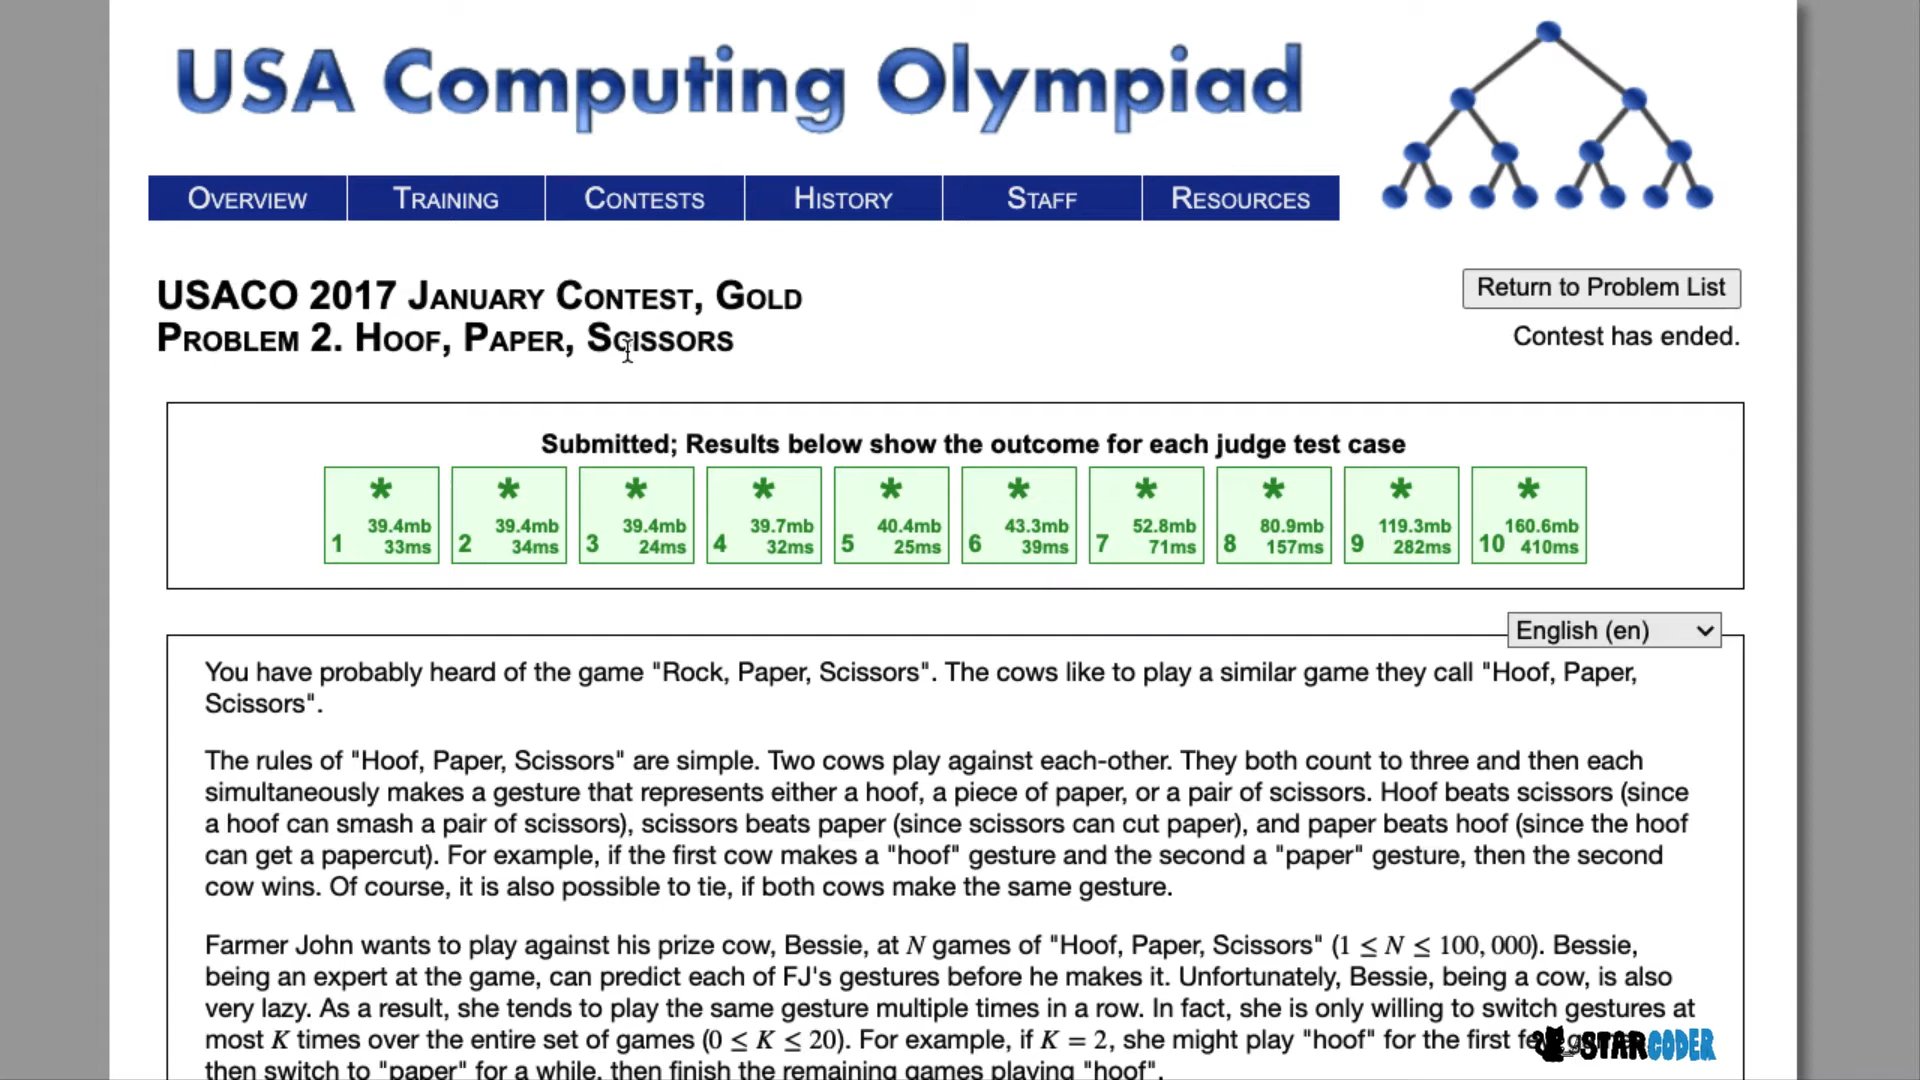 USA Computing Olympiad
OVERVIEW TRAINING CONTESTS HISTORY STAFF RESOURCES
USACO 2017 JANUARY CONTEST, GOLD
PROBLEM 2. HOOF, PAPER, SCISSORS
Return to Problem List
Contest has ended.
Submitted; Results below show the outcome for each judge test case
* * * * * * * * * *
39.4mb 39.4mb 39.4mb 39.7mb 40.4mb 43.3mb 52.8mb 80.9mb 119.3mb 160.6mb
1 33ms 2 34ms 3 24ms 4 32ms 5 25ms 6 39ms 7 71ms 8 157ms 9 282ms 10 410ms
English (en)
You have probably heard of the game "Rock, Paper, Scissors". The cows like to play a similar game they call "Hoof, Paper,
Scissors".
The rules of "Hoof, Paper, Scissors" are simple. Two cows play against each-other. They both count to three and then each
simultaneously makes a gesture that represents either a hoof, a piece of paper, or a pair of scissors. Hoof beats scissors (since
a hoof can smash a pair of scissors), scissors beats paper (since scissors can cut paper), and paper beats hoof (since the hoof
can get a papercut). For example, if the first cow makes a "hoof" gesture and the second a "paper" gesture, then the second
cow wins. Of course, it is also possible to tie, if both cows make the same gesture.
Farmer John wants to play against his prize cow, Bessie, at N games of "Hoof, Paper, Scissors" (1 ≤ N ≤ 100, 000). Bessie,
being an expert at the game, can predict each of FJ's gestures before he makes it. Unfortunately, Bessie, being a cow, is also
very lazy. As a result, she tends to play the same gesture multiple times in a row. In fact, she is only willing to switch gestures at
most K times over the entire set of games (0 ≤ K ≤ 20). For example, if K = 2, she might play "hoof" for the first
STARCODER
then switch to "paper" for a while, then finish the remaining games playing "hoof".